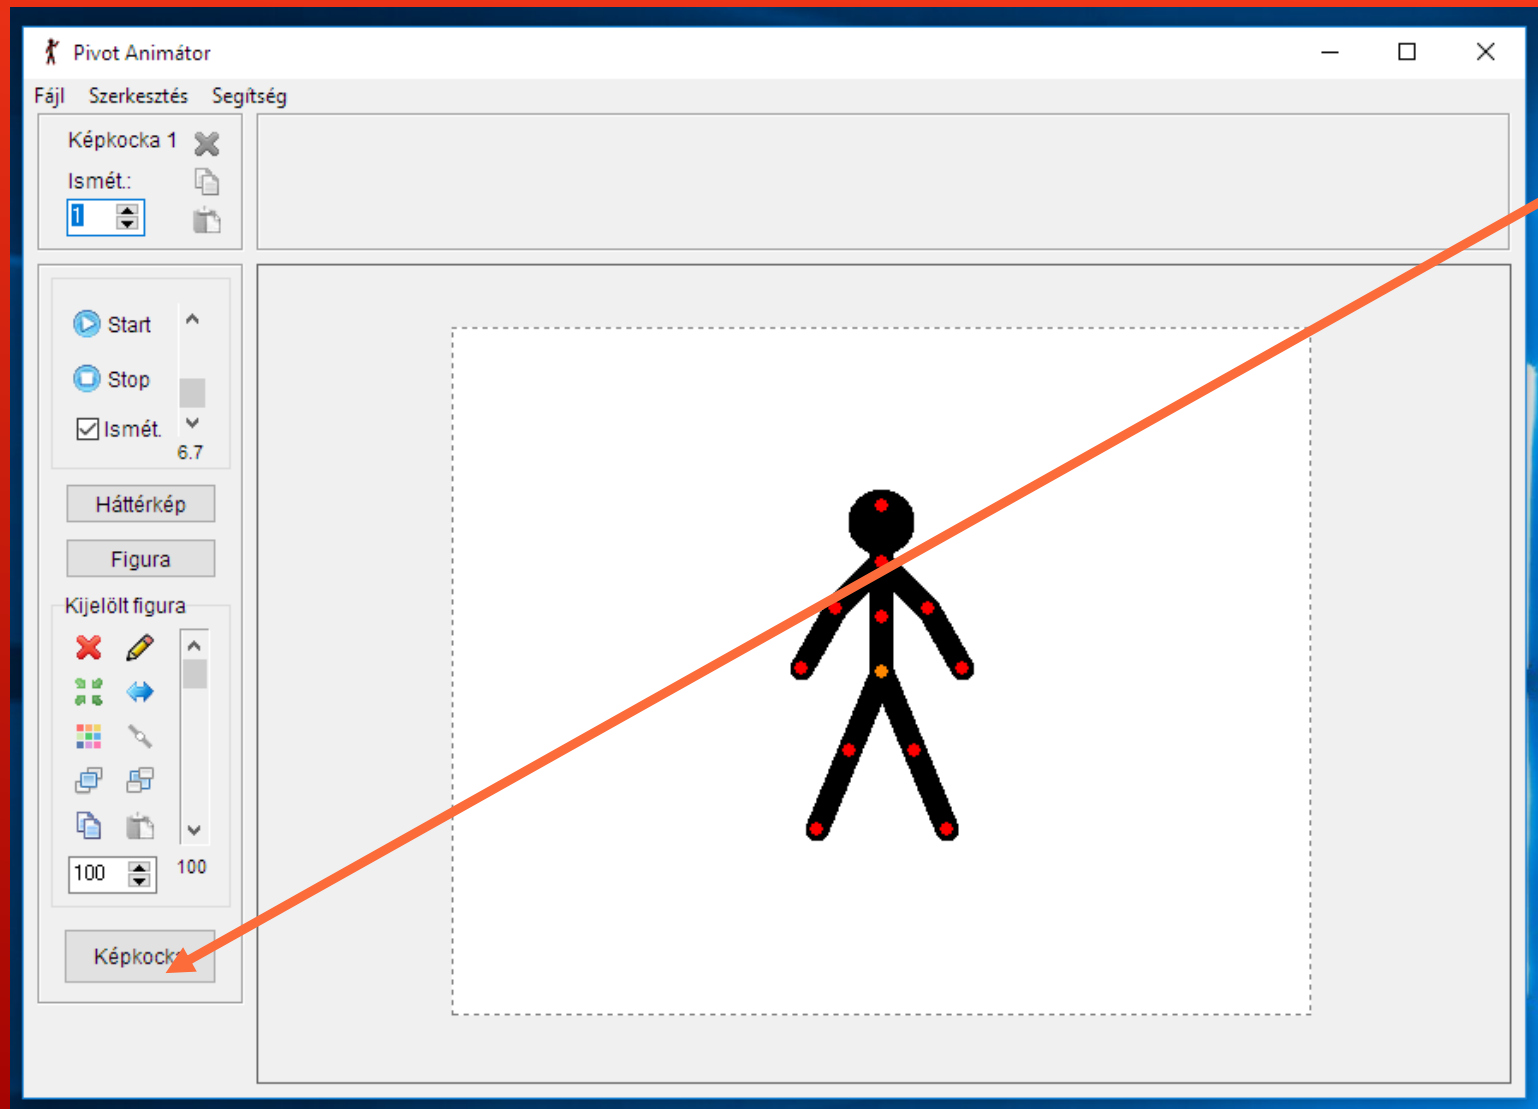 Pivot Animátor
Fájl Szerkesztés Segítség
Képkocka 1
Ismét.:
1
Start
Stop
Ismét.
6.7
Háttérkép
Figura
Kijelölt figura
100
100
Képkocka